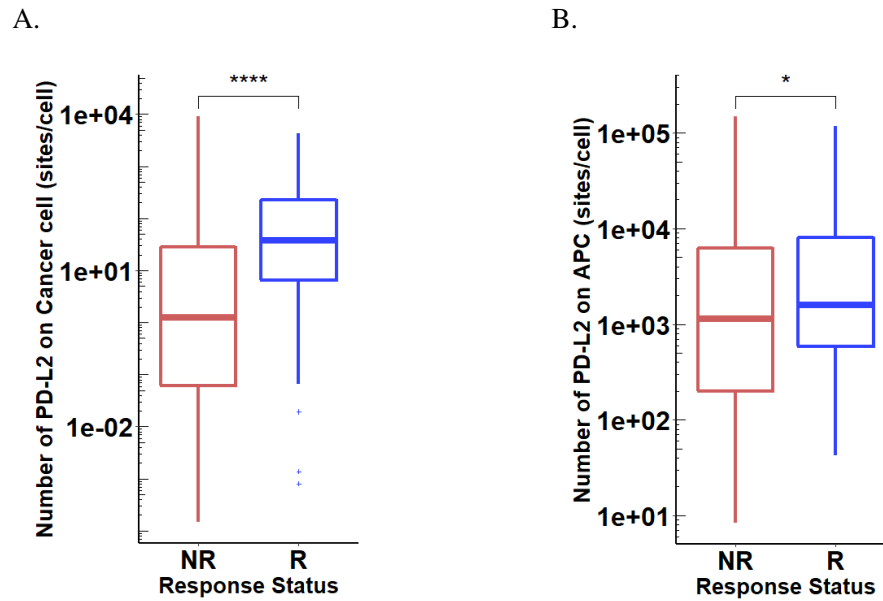 A.
B.
Number of PD-L2 on Cancer cell (sites/cell)
1e+04
1e+01
1e-02
****
NR
R
Response Status
Number of PD-L2 on APC (sites/cell)
1e+05
1e+04
1e+03
1e+02
1e+01
*
NR
R
Response Status